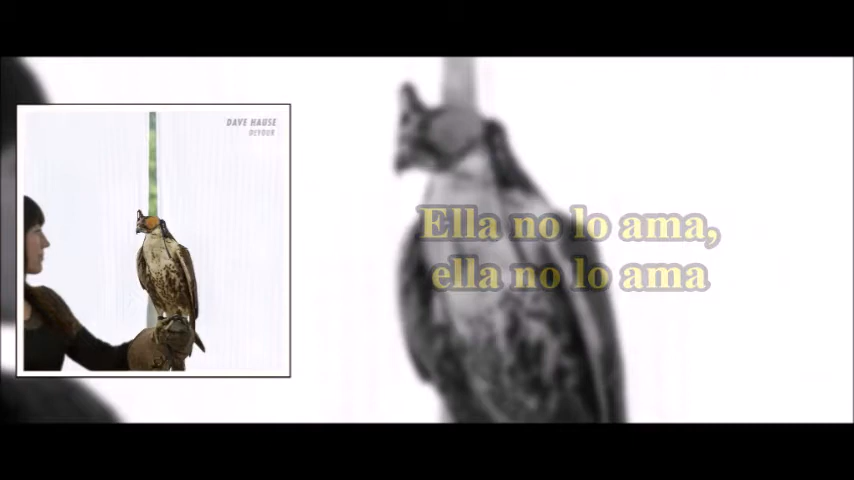 DAVE HAUSE
DEVOUR
Ella no lo ama,
ella no lo ama